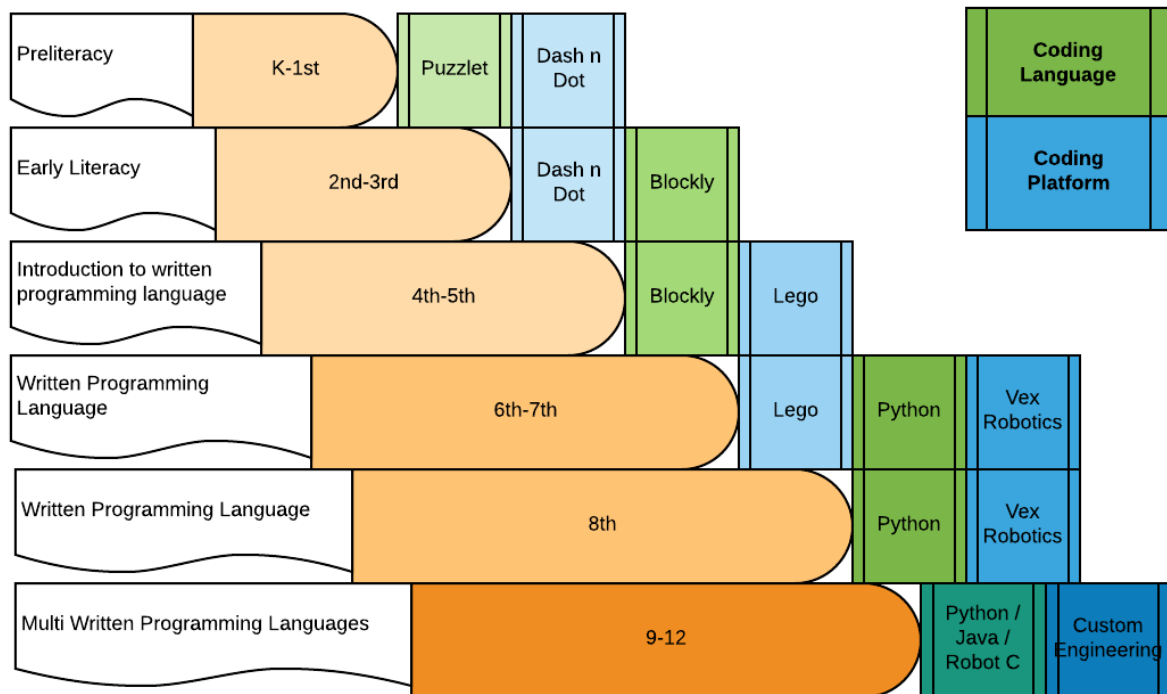 Preliteracy
K-1st
Puzzlet
Dash n
Dot
Coding
Language
Early Literacy
2nd-3rd
Dash n
Dot
Blockly
Coding
Platform
Introduction to written
programming language
4th-5th
Blockly
Lego
Written Programming
Language
6th-7th
Lego
Python
Vex
Robotics
Written Programming Language
8th
Python
Vex
Robotics
Multi Written Programming Languages
9-12
Python /
Java /
Robot C
Custom
Engineering